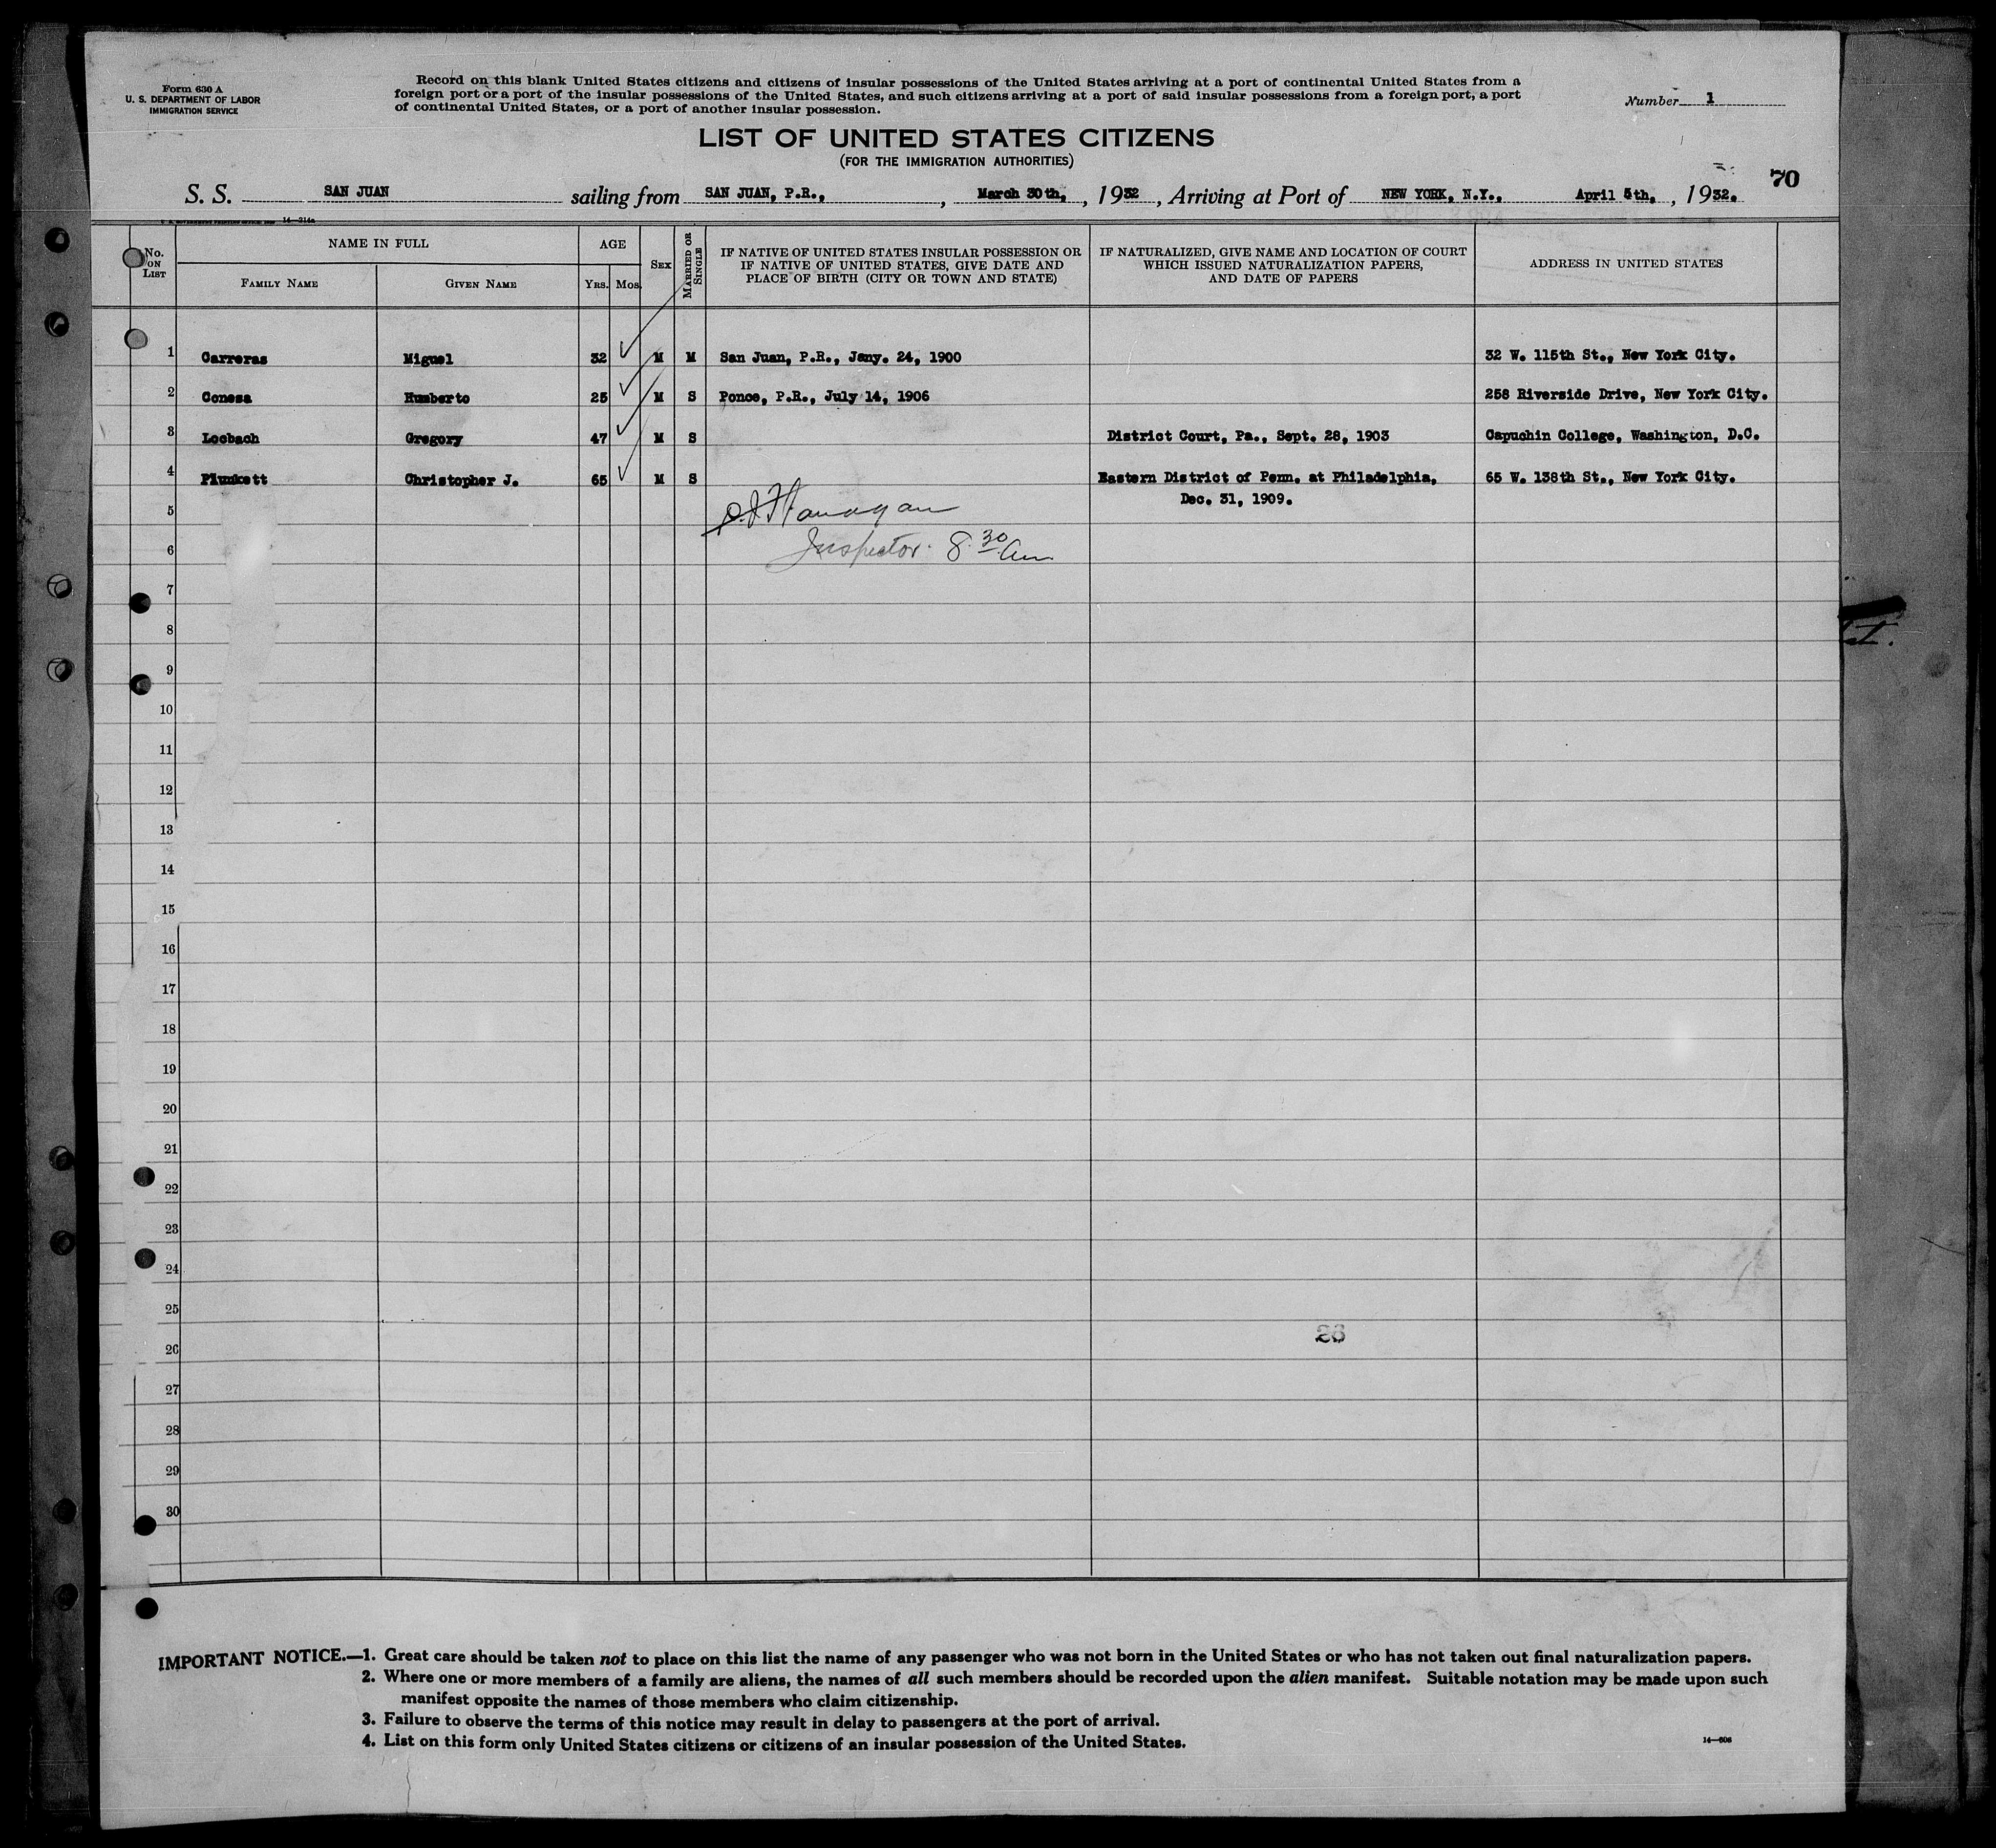 Form 630 A
U. S. DEPARTMENT OF LABOR
IMMIGRATION SERVICE
Record on this blank United States citizens and citizens of insular possessions of the United States arriving at a port of continental United States from a
foreign port or a port of the insular possessions of the United States, and such citizens arriving at a port of said insular possessions from a foreign port, a port
of continental United States, or a port of another insular possession.
Number 1
LIST OF UNITED STATES CITIZENS
(FOR THE IMMIGRATION AUTHORITIES)
70
S. S. SAN JUAN sailing from SAN JUAN, P.R., , March 30th, , 1932 , Arriving at Port of NEW YORK, N.Y., April 5th, , 1932.
14—214a
No. ON LIST
NAME IN FULL
FAMILY NAME
GIVEN NAME
AGE
YRS. MOS.
SEX
MARRIED OR SINGLE
IF NATIVE OF UNITED STATES INSULAR POSSESSION OR
IF NATIVE OF UNITED STATES, GIVE DATE AND
PLACE OF BIRTH (CITY OR TOWN AND STATE)
IF NATURALIZED, GIVE NAME AND LOCATION OF COURT
WHICH ISSUED NATURALIZATION PAPERS,
AND DATE OF PAPERS
ADDRESS IN UNITED STATES
1 Carreras Miguel 32 M M San Juan, P.R., Jany. 24, 1900 32 W. 115th St., New York City.
2 Conesa Humberto 25 M S Ponce, P.R., July 14, 1906 258 Riverside Drive, New York City.
3 Loebach Gregory 47 M S District Court, Pa., Sept. 28, 1903 Capuchin College, Washington, D.C.
4 Plunkett Christopher J. 65 M S Eastern District of Penn. at Philadelphia, 65 W. 138th St., New York City.
Dec. 31, 1909.
5 Flanagan
6 Inspector 8.30 am
7
8
9
10
11
12
13
14
15
16
17
18
19
20
21
22
23
24
25
26
27
28
29
30
IMPORTANT NOTICE.—1. Great care should be taken not to place on this list the name of any passenger who was not born in the United States or who has not taken out final naturalization papers.
2. Where one or more members of a family are aliens, the names of all such members should be recorded upon the alien manifest. Suitable notation may be made upon such
manifest opposite the names of those members who claim citizenship.
3. Failure to observe the terms of this notice may result in delay to passengers at the port of arrival.
4. List on this form only United States citizens or citizens of an insular possession of the United States.
14—608